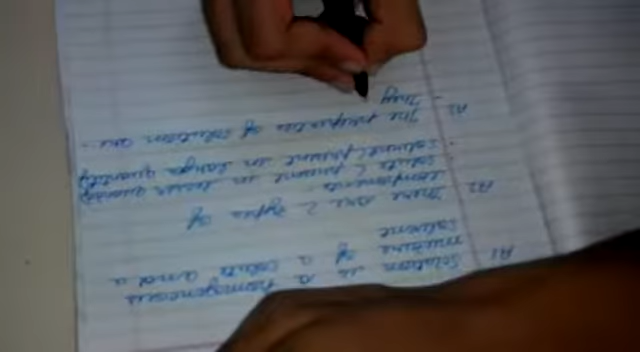 A1 Solution is a homogeneous
mixture of a solute and a
solvent
A2 There are 2 types of
components:
solute (present in lesser quantity)
solvent (present in larger quantity
A3 The properties of solution are -
- They